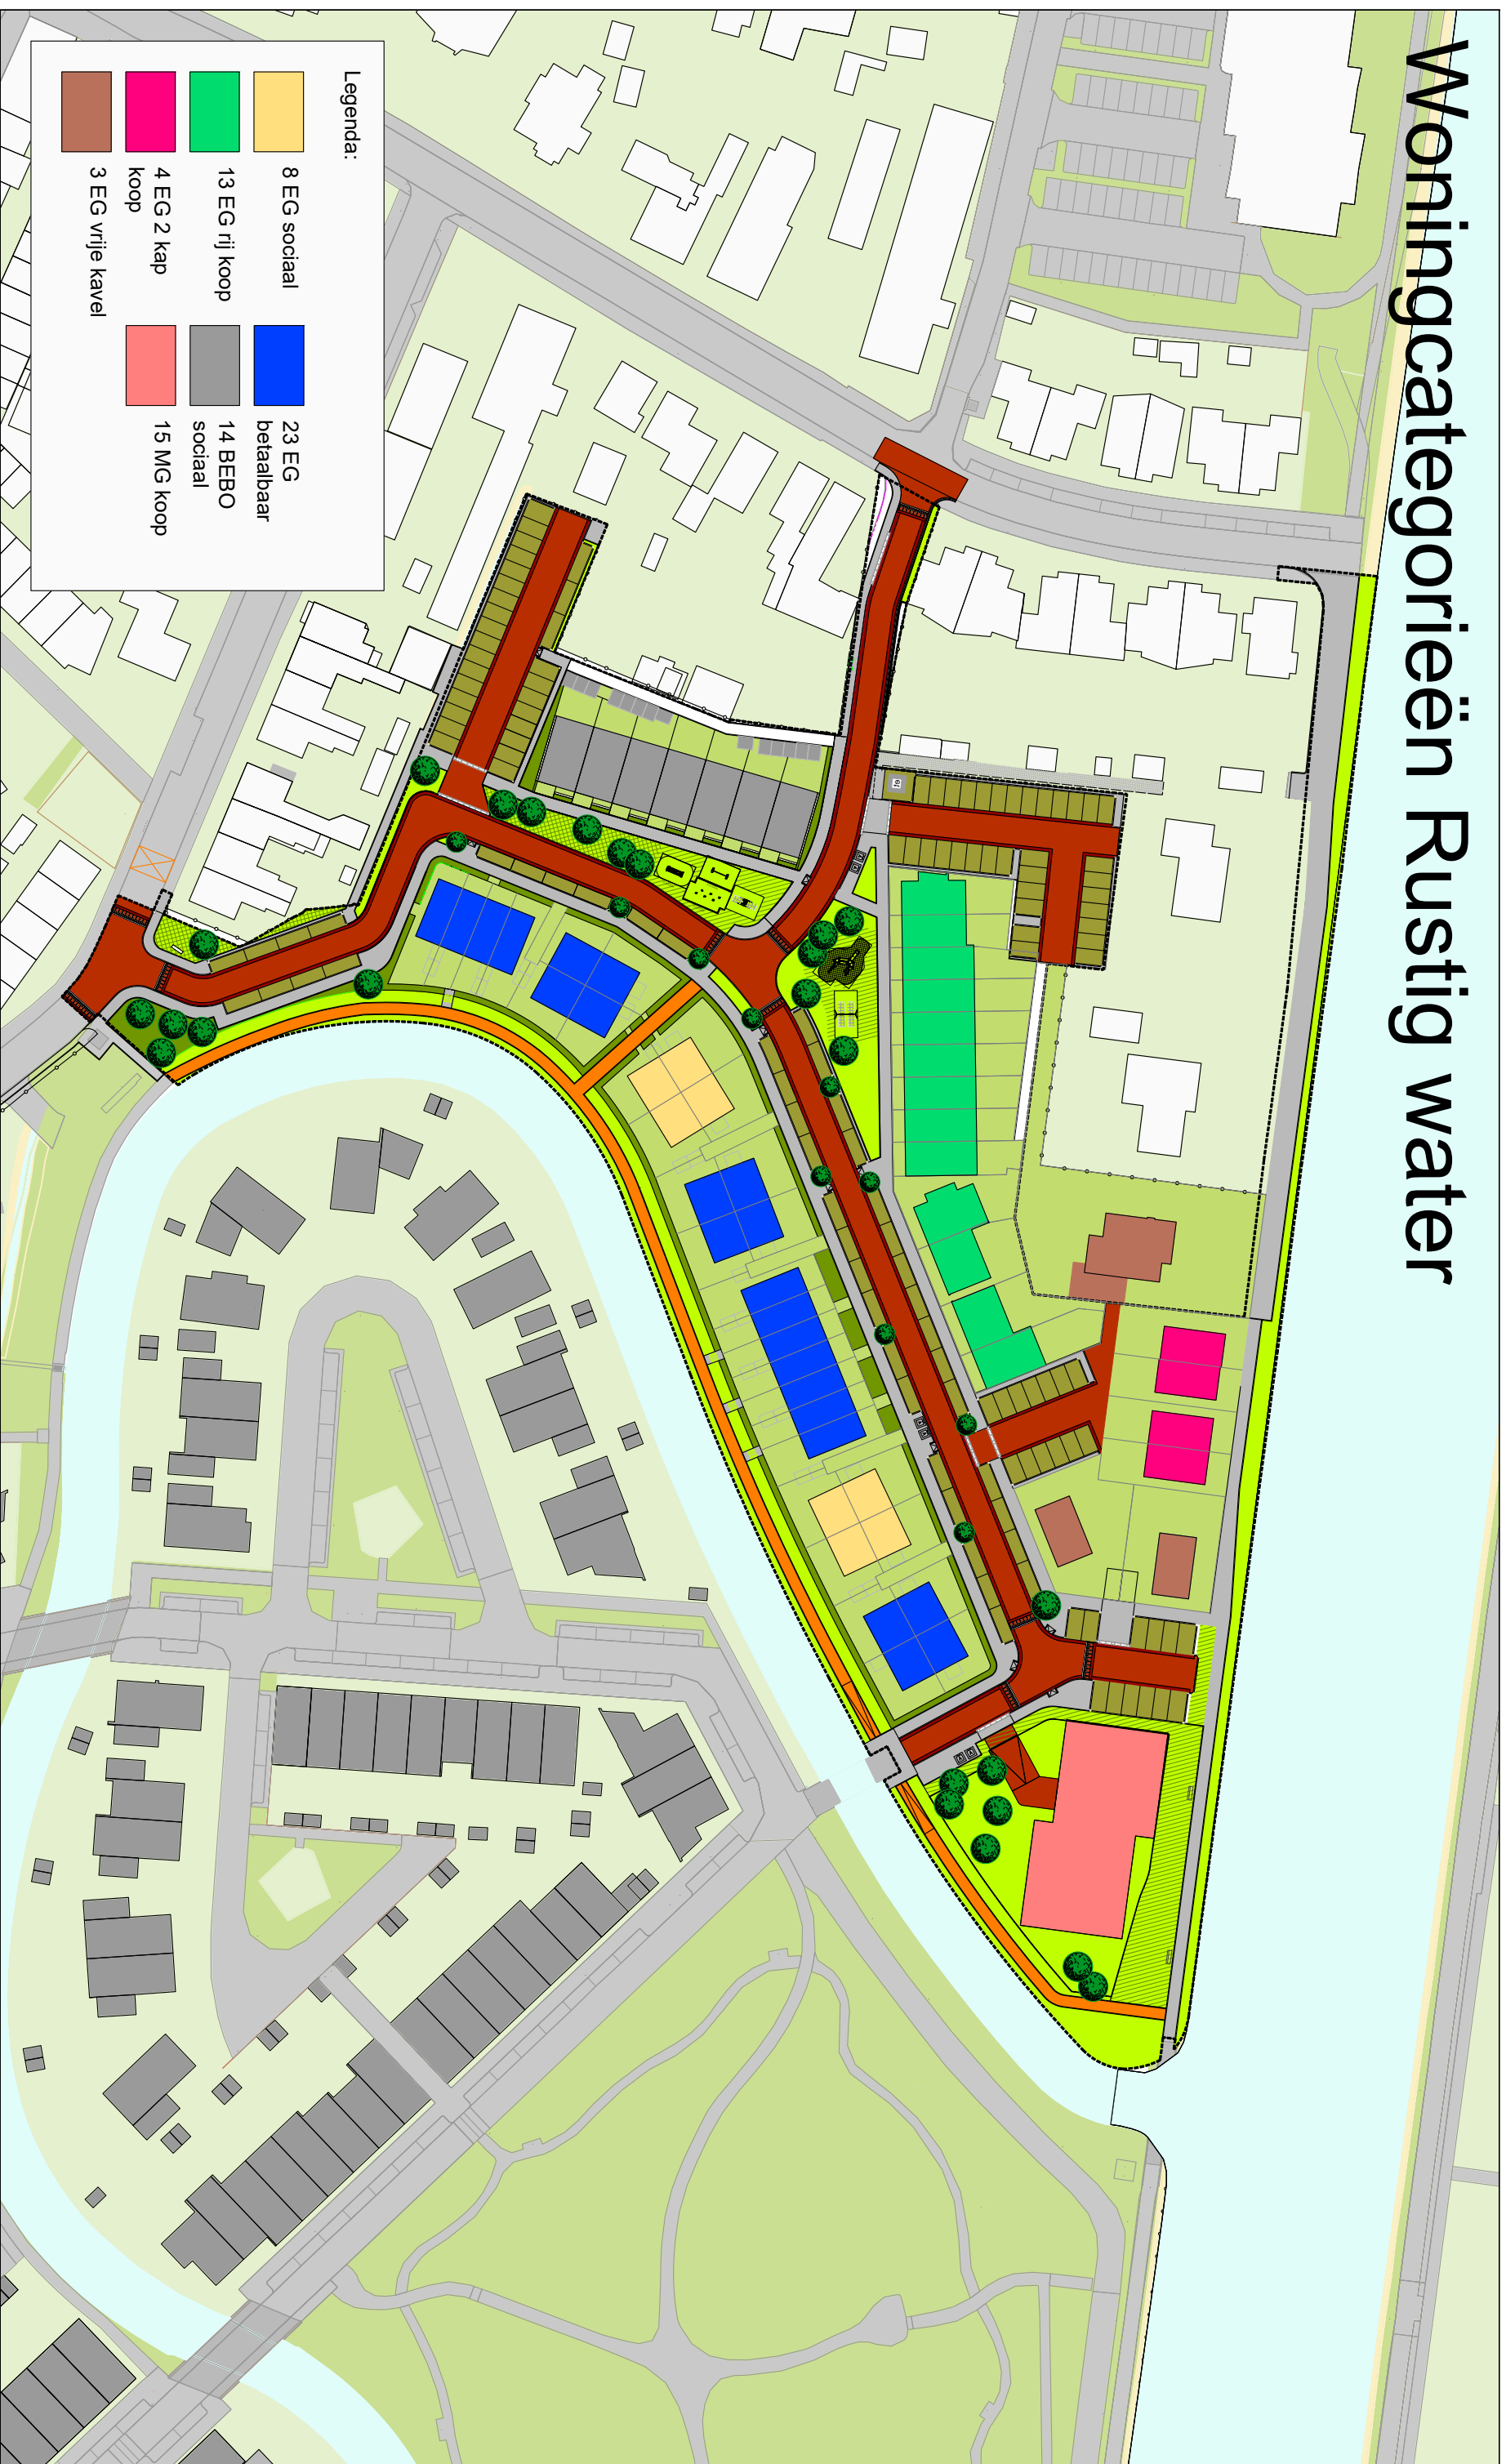 Woningcategorieën Rustig water
Legenda:
8 EG sociaal
13 EG rij koop
4 EG 2 kap
koop
3 EG vrije kavel
23 EG
betaalbaar
14 BEBO
sociaal
15 MG koop